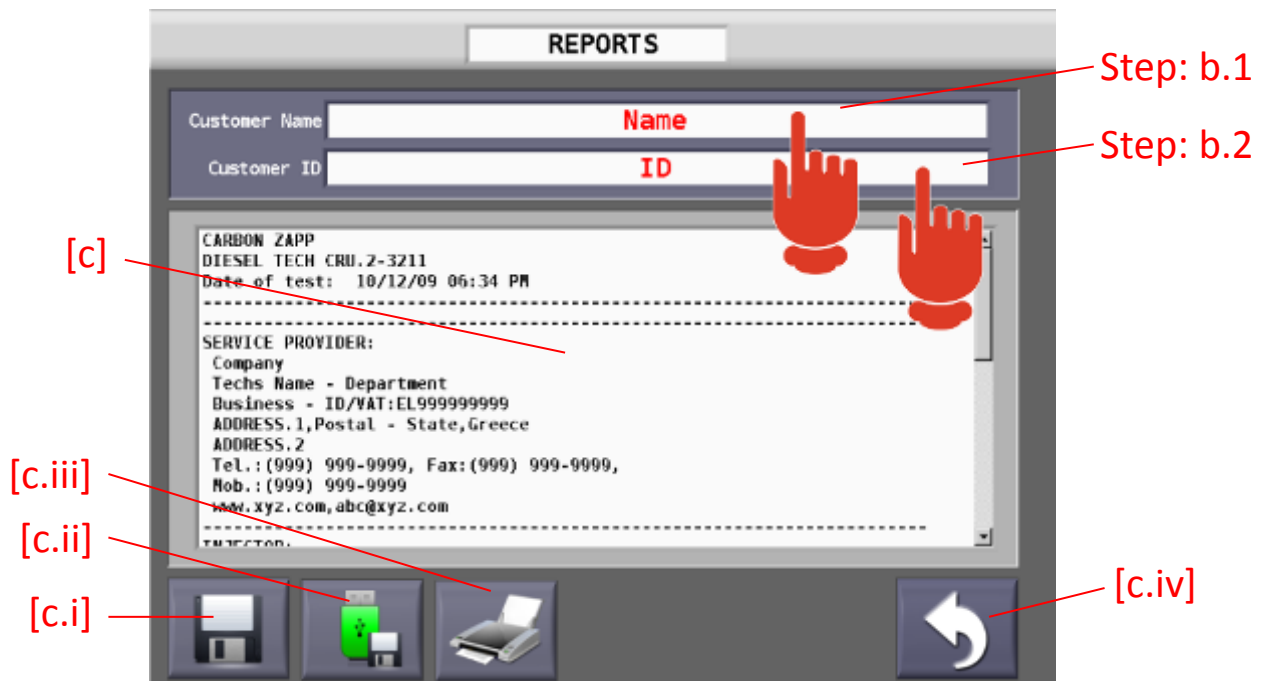 REPORTS
Step: b.1
Customer Name Name
Step: b.2
Customer ID ID
[c]
CARBON ZAPP
DIESEL TECH CRU.2-3211
Date of test: 10/12/09 06:34 PM
--------------------------------------------------------------------------------
--------------------------------------------------------------------------------
SERVICE PROVIDER:
Company
Techs Name - Department
Business - ID/VAT:EL999999999
ADDRESS.1,Postal - State,Greece
ADDRESS.2
Tel.:(999) 999-9999, Fax:(999) 999-9999,
Mob.:(999) 999-9999
www.xyz.com,abc@xyz.com
--------------------------------------------------------------------------------
INJECTOR:
[c.iii]
[c.ii]
[c.i]
[c.iv]